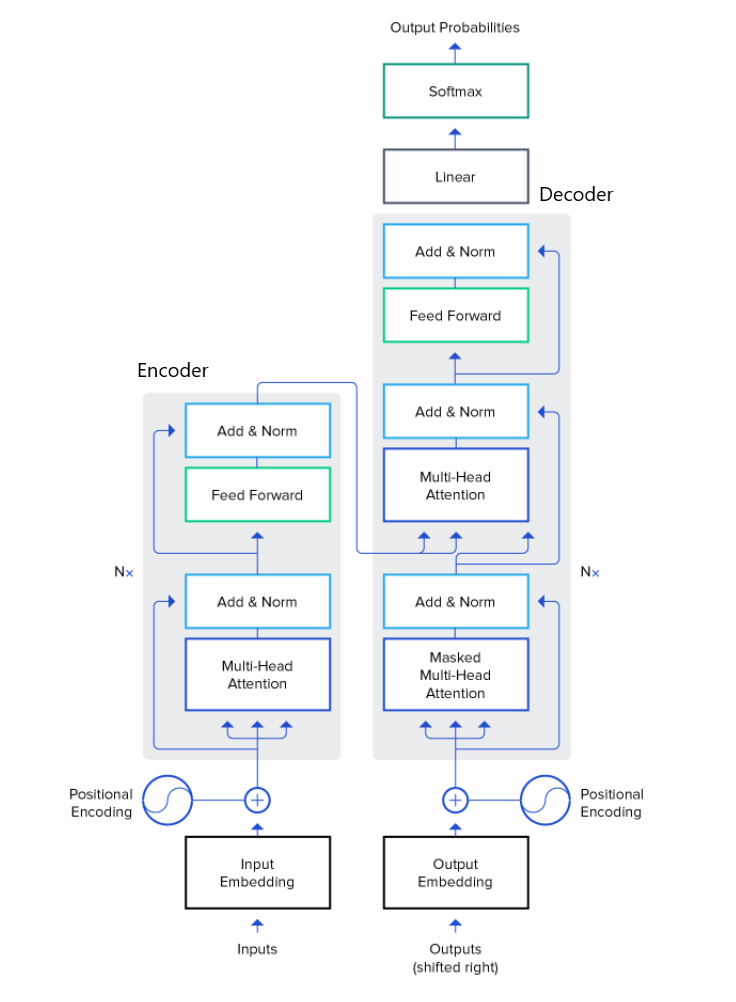 Output Probabilities
Softmax
Linear
Decoder
Add & Norm
Feed Forward
Add & Norm
Multi-Head
Attention
Add & Norm
Masked
Multi-Head
Attention
Nx
Positional
Encoding
Output
Embedding
Outputs
(shifted right)
Encoder
Add & Norm
Feed Forward
Nx
Add & Norm
Multi-Head
Attention
Positional
Encoding
Input
Embedding
Inputs